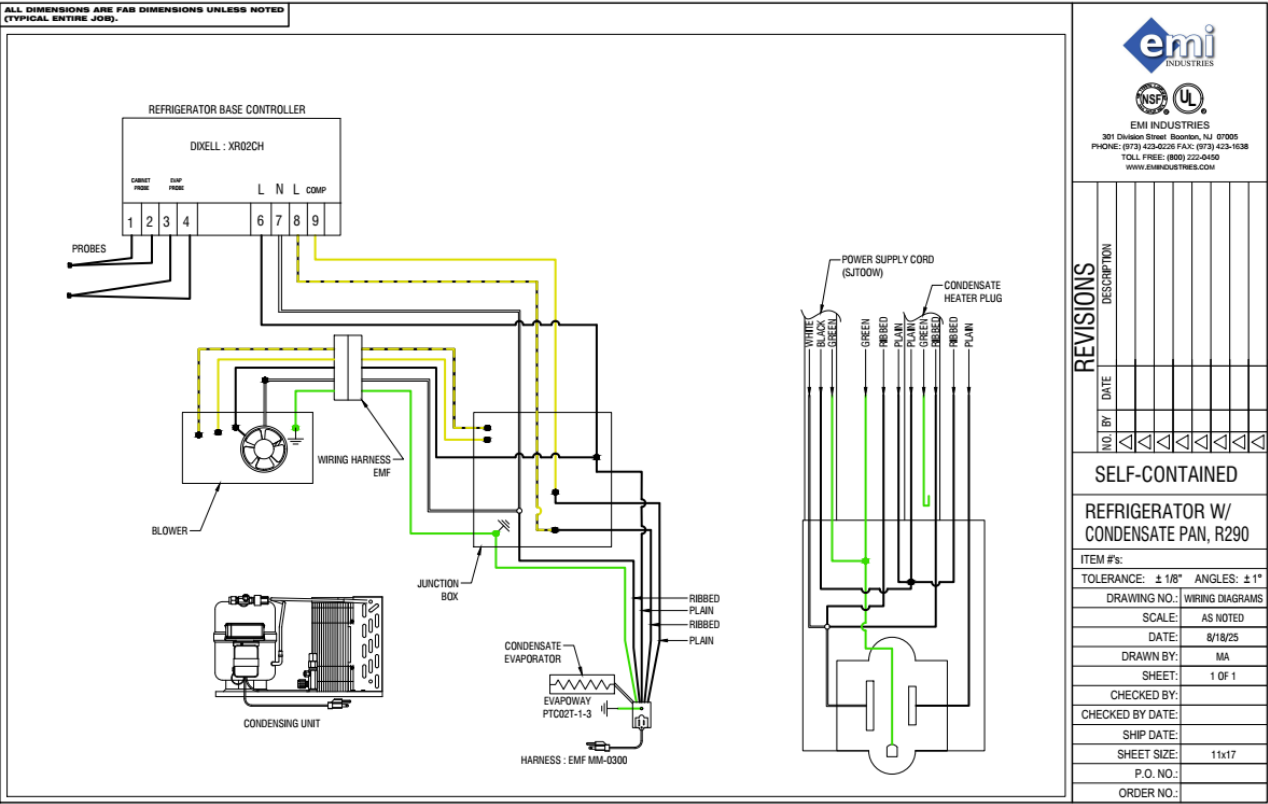 ALL DIMENSIONS ARE FAB DIMENSIONS UNLESS NOTED
(TYPICAL ENTIRE JOB).
REFRIGERATOR BASE CONTROLLER
DIXELL : XR02CH
CABINET
PROBE
EVAP
PROBE
L N L COMP
1 2 3 4 6 7 8 9
PROBES
WIRING HARNESS
EMF
BLOWER
JUNCTION
BOX
RIBBED
PLAIN
RIBBED
PLAIN
CONDENSATE
EVAPORATOR
EVAPOWAY
PTC02T-1-3
CONDENSING UNIT
HARNESS : EMF MM-0300
POWER SUPPLY CORD
(SJTOOW)
CONDENSATE
HEATER PLUG
WHITE
BLACK
GREEN
GREEN
RIBBED
PLAIN
PLAIN
GREEN
RIBBED
RIBBED
PLAIN
emi
INDUSTRIES
NSF
UL
EMI INDUSTRIES
301 Division Street Boonton, NJ 07005
PHONE: (973) 423-0226 FAX: (973) 423-1638
TOLL FREE: (800) 222-0450
WWW.EMIINDUSTRIES.COM
REVISIONS
NO. BY DATE DESCRIPTION
SELF-CONTAINED
REFRIGERATOR W/
CONDENSATE PAN, R290
ITEM #'s:
TOLERANCE: ± 1/8" ANGLES: ± 1°
DRAWING NO.: WIRING DIAGRAMS
SCALE: AS NOTED
DATE: 8/18/25
DRAWN BY: MA
SHEET: 1 OF 1
CHECKED BY:
CHECKED BY DATE:
SHIP DATE:
SHEET SIZE: 11x17
P.O. NO.:
ORDER NO.: